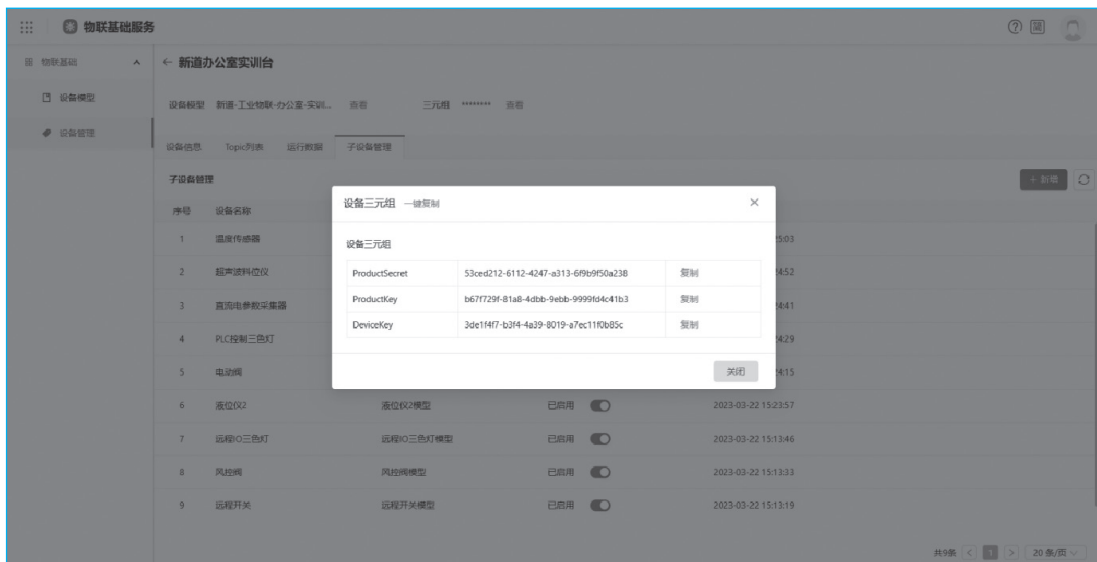 物联基础服务
简
物联基础
← 新道办公室实训台
设备模型
设备管理
设备模型 新道-工业物联-办公室-实训... 查看 三元组 ******** 查看
设备信息 Topic列表 运行数据 子设备管理
子设备管理 + 新增
序号 设备名称
1 温度传感器 5:03
2 超声波料位仪 4:52
3 直流电参数采集器 4:41
4 PLC控制三色灯 4:29
5 电动阀 4:15
6 液位仪2 液位仪2模型 已启用 2023-03-22 15:23:57
7 远程IO三色灯 远程IO三色灯模型 已启用 2023-03-22 15:13:46
8 风控阀 风控阀模型 已启用 2023-03-22 15:13:33
9 远程开关 远程开关模型 已启用 2023-03-22 15:13:19
共9条 < 1 > 20 条/页
设备三元组 一键复制 ×
设备三元组
ProductSecret 53ced212-6112-4247-a313-6f9b9f50a238 复制
ProductKey b67f729f-81a8-4dbb-9ebb-9999fd4c41b3 复制
DeviceKey 3de1f4f7-b3f4-4a39-8019-a7ec11f0b85c 复制
关闭